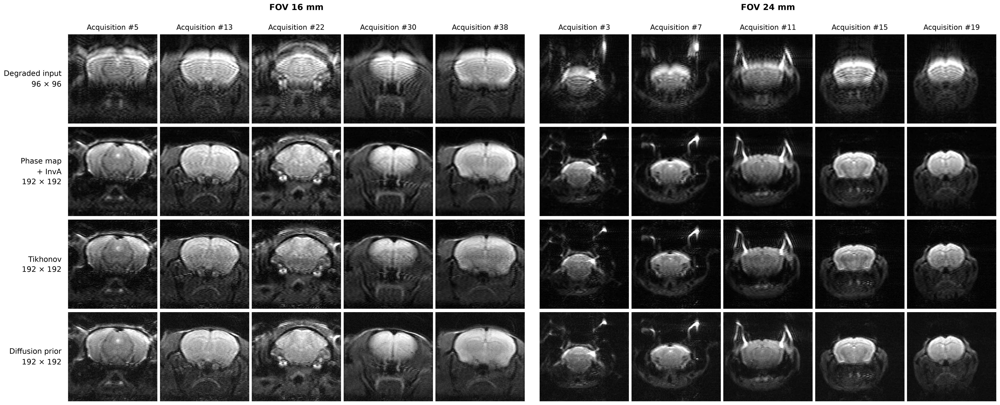 FOV 16 mm
FOV 24 mm
Acquisition #5
Acquisition #13
Acquisition #22
Acquisition #30
Acquisition #38
Acquisition #3
Acquisition #7
Acquisition #11
Acquisition #15
Acquisition #19
Degraded input
96 × 96
Phase map
+ InvA
192 × 192
Tikhonov
192 × 192
Diffusion prior
192 × 192